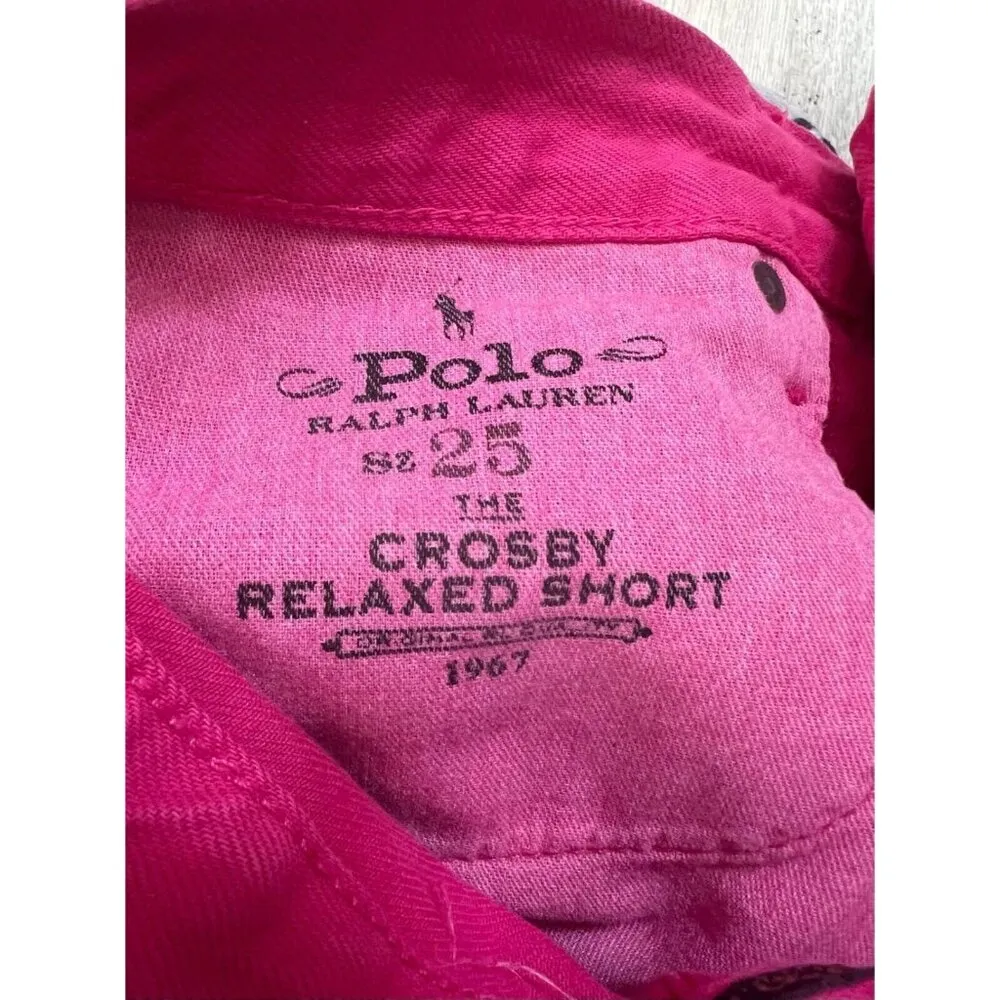 Polo
RALPH LAUREN
Sz 25
THE
CROSBY
RELAXED SHORT
1967